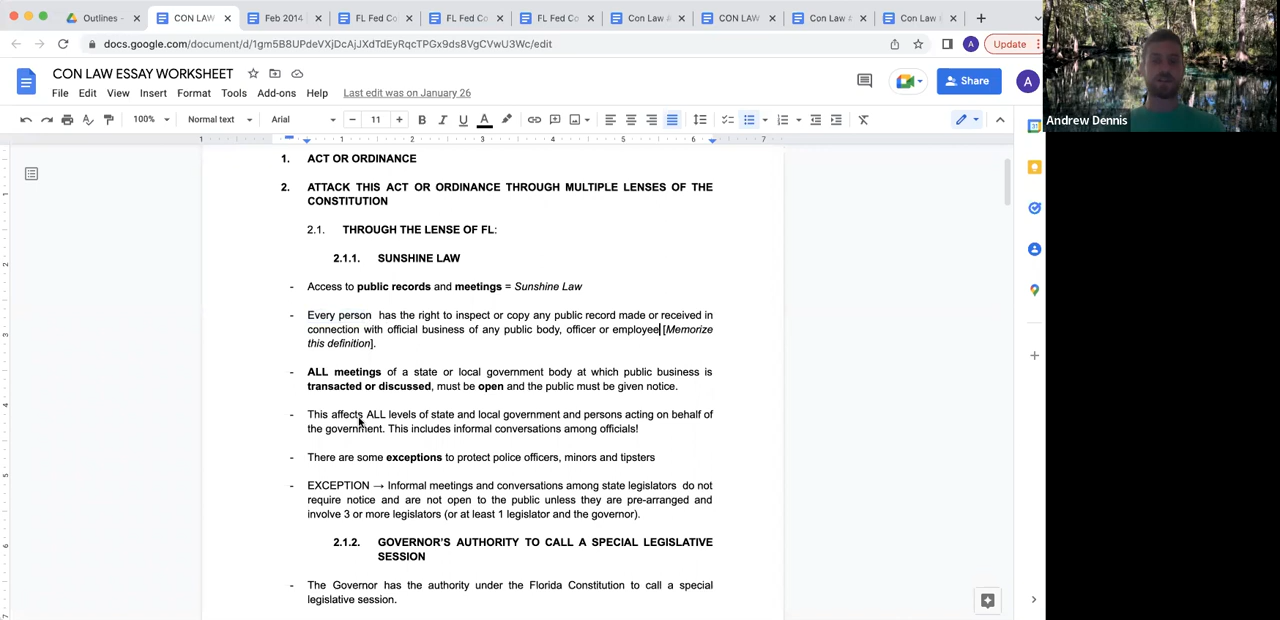 Outlines -
CON LAW
Feb 2014
FL Fed Co
FL Fed Co
FL Fed Co
Con Law
CON LAW
Con Law
Con Law
docs.google.com/document/d/1gm5B8UPdeVXjDcAjJXdTdEyRqcTPGx9ds8VgCVwU3Wc/edit
A
Update
CON LAW ESSAY WORKSHEET
File Edit View Insert Format Tools Add-ons Help Last edit was on January 26
Share
A
100% Normal text Arial 11 B I U A
1 1 2 3 4 5 6 7
1. ACT OR ORDINANCE
2. ATTACK THIS ACT OR ORDINANCE THROUGH MULTIPLE LENSES OF THE
CONSTITUTION
2.1. THROUGH THE LENSE OF FL:
2.1.1. SUNSHINE LAW
- Access to public records and meetings = Sunshine Law
- Every person has the right to inspect or copy any public record made or received in
connection with official business of any public body, officer or employee [Memorize
this definition].
- ALL meetings of a state or local government body at which public business is
transacted or discussed, must be open and the public must be given notice.
- This affects ALL levels of state and local government and persons acting on behalf of
the government. This includes informal conversations among officials!
- There are some exceptions to protect police officers, minors and tipsters
- EXCEPTION → Informal meetings and conversations among state legislators do not
require notice and are not open to the public unless they are pre-arranged and
involve 3 or more legislators (or at least 1 legislator and the governor).
2.1.2. GOVERNOR'S AUTHORITY TO CALL A SPECIAL LEGISLATIVE
SESSION
- The Governor has the authority under the Florida Constitution to call a special
legislative session.
Andrew Dennis